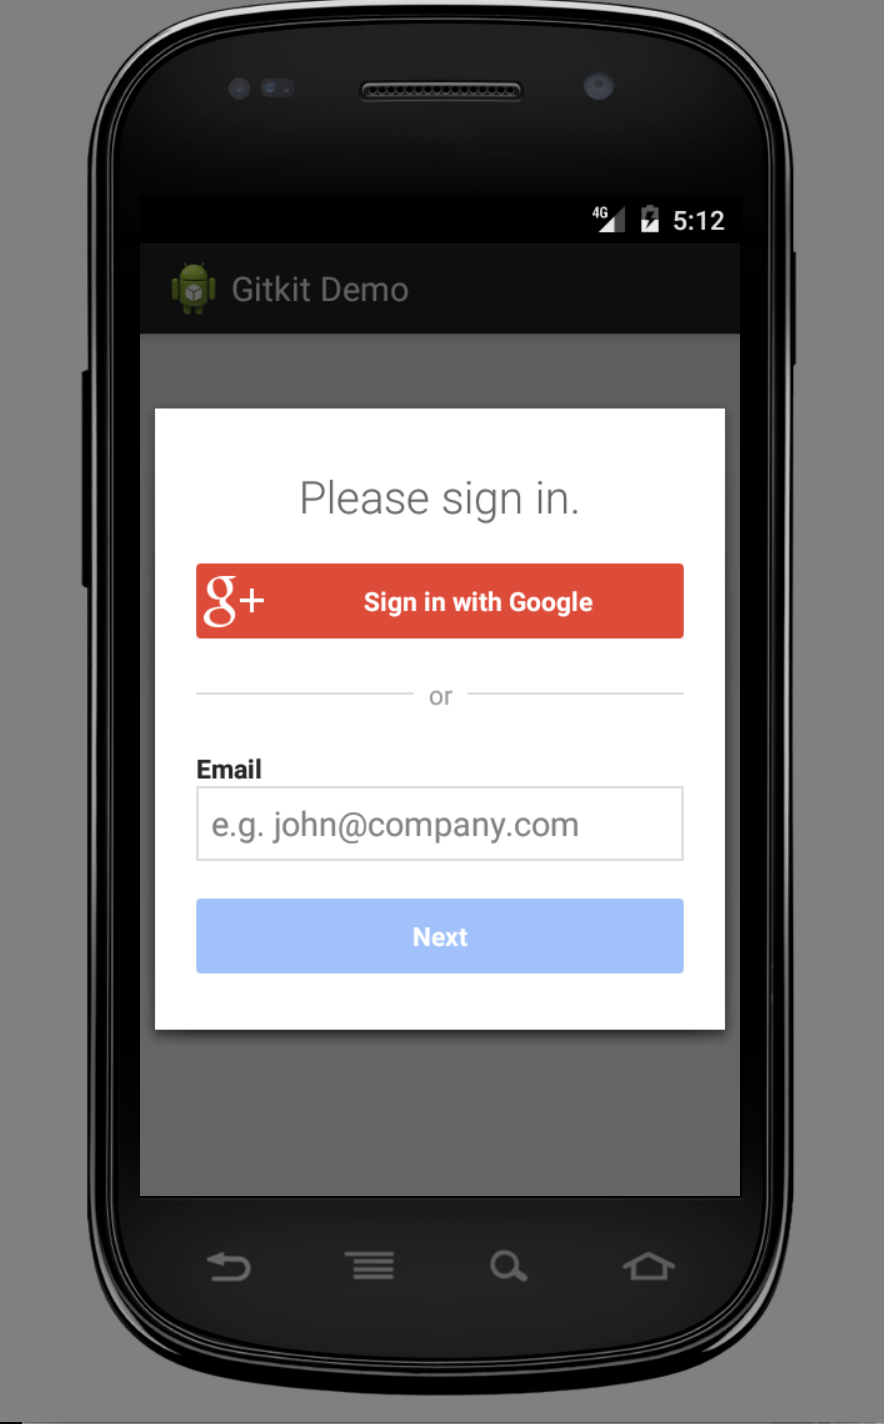 4G 5:12
Gitkit Demo
Please sign in.
g+ Sign in with Google
or
Email
e.g. john@company.com
Next